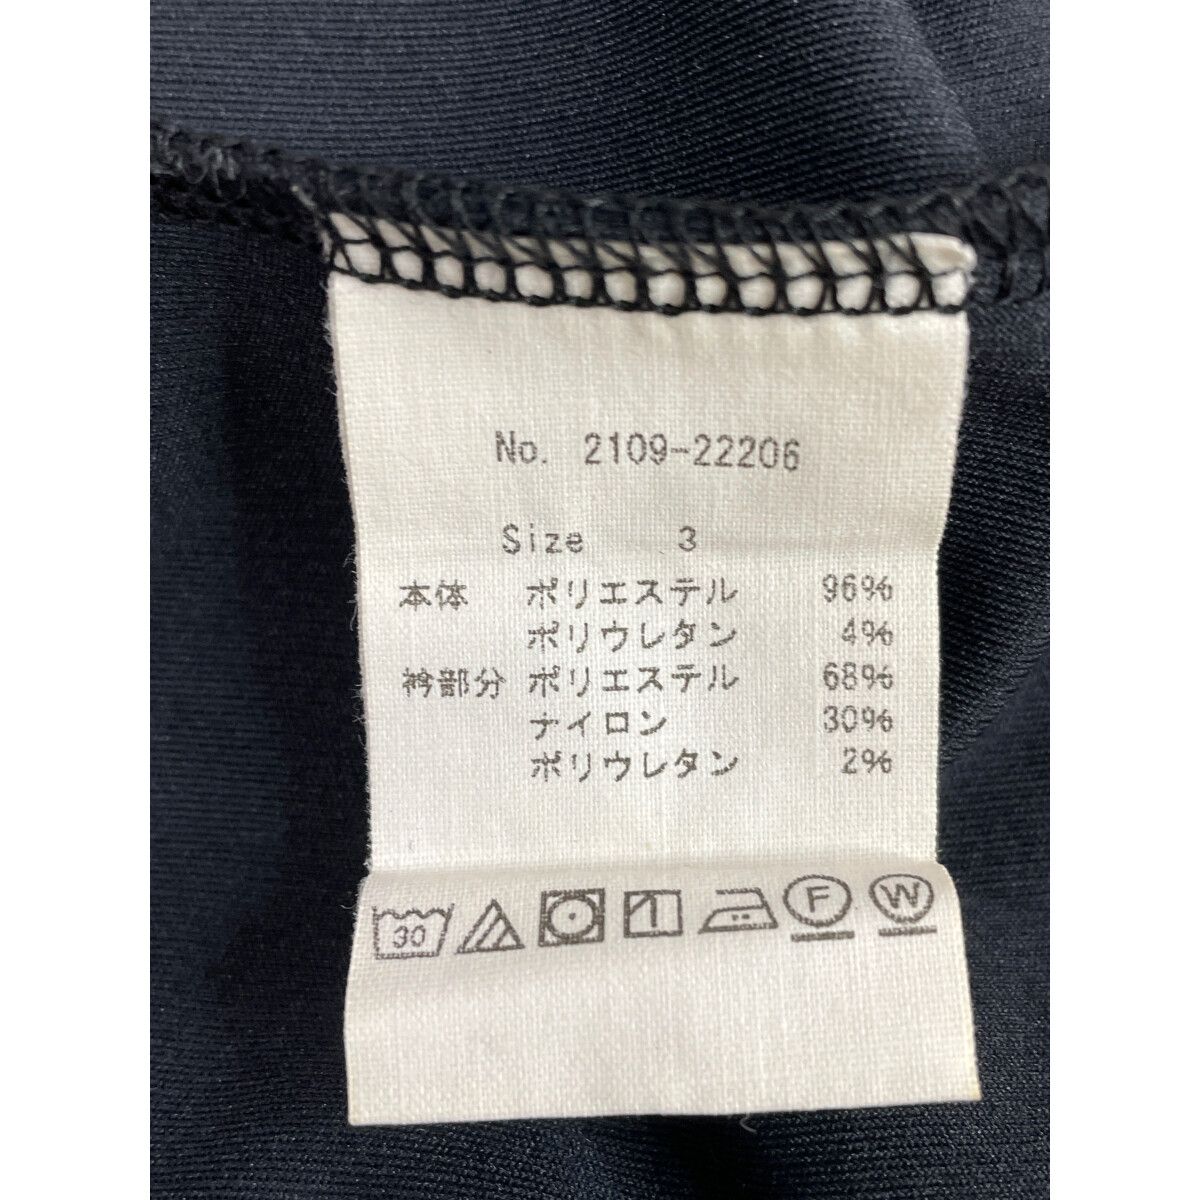 No. 2109-22206
Size 3
本体 ポリエステル 96%
ポリウレタン 4%
衿部分 ポリエステル 68%
ナイロン 30%
ポリウレタン 2%
30 F W